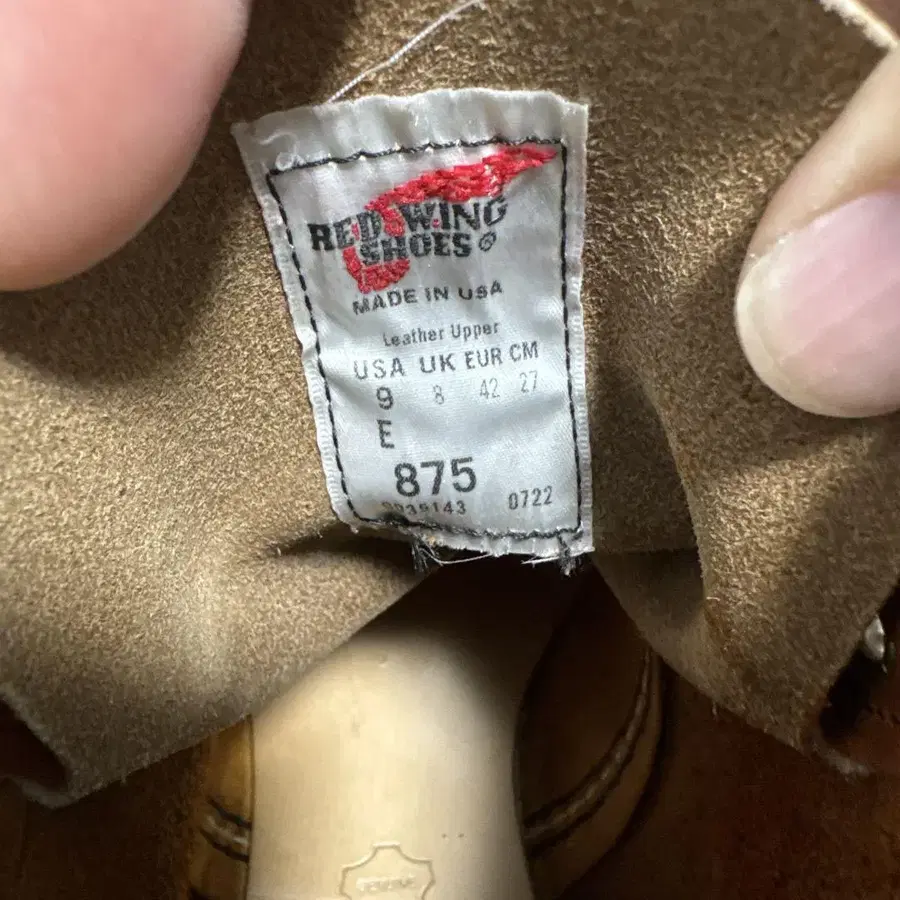 RED WING
SHOES ®
MADE IN USA
Leather Upper
USA UK EUR CM
9 8 42 27
E
875
0722